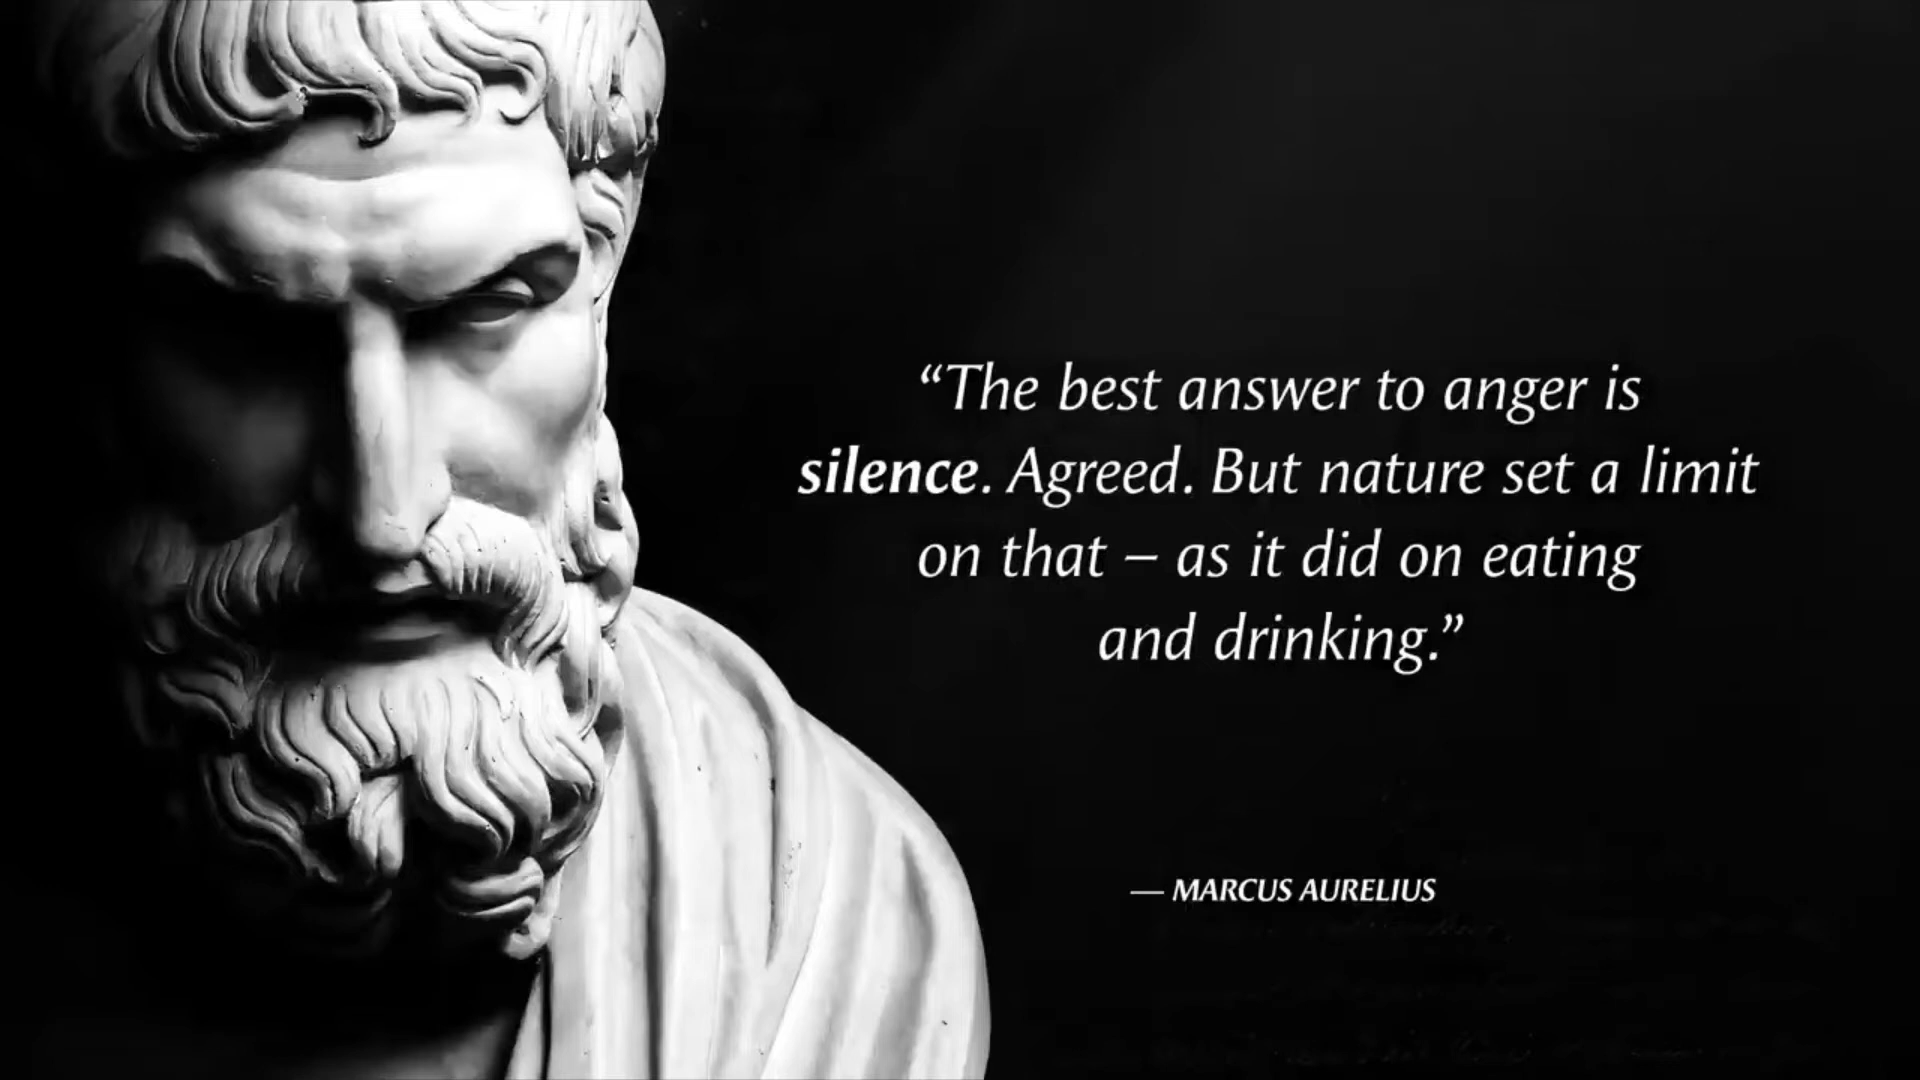 “The best answer to anger is
silence. Agreed. But nature set a limit
on that – as it did on eating
and drinking.”
— MARCUS AURELIUS